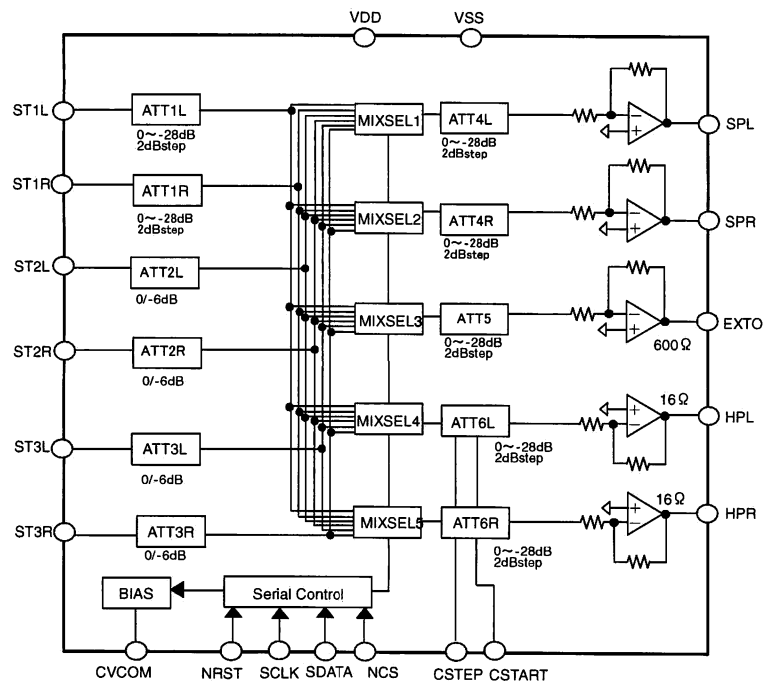 VDD
VSS
ST1L
ATT1L
0～-28dB
2dBstep
MIXSEL1
ATT4L
0～-28dB
2dBstep
SPL
ST1R
ATT1R
0～-28dB
2dBstep
MIXSEL2
ATT4R
0～-28dB
2dBstep
SPR
ST2L
ATT2L
0/-6dB
MIXSEL3
ATT5
0～-28dB
2dBstep
600Ω
EXTO
ST2R
ATT2R
0/-6dB
MIXSEL4
ATT6L
0～-28dB
2dBstep
16Ω
HPL
ST3L
ATT3L
0/-6dB
MIXSEL5
ATT6R
0～-28dB
2dBstep
16Ω
HPR
ST3R
ATT3R
0/-6dB
BIAS
Serial Control
CVCOM
NRST
SCLK
SDATA
NCS
CSTEP
CSTART